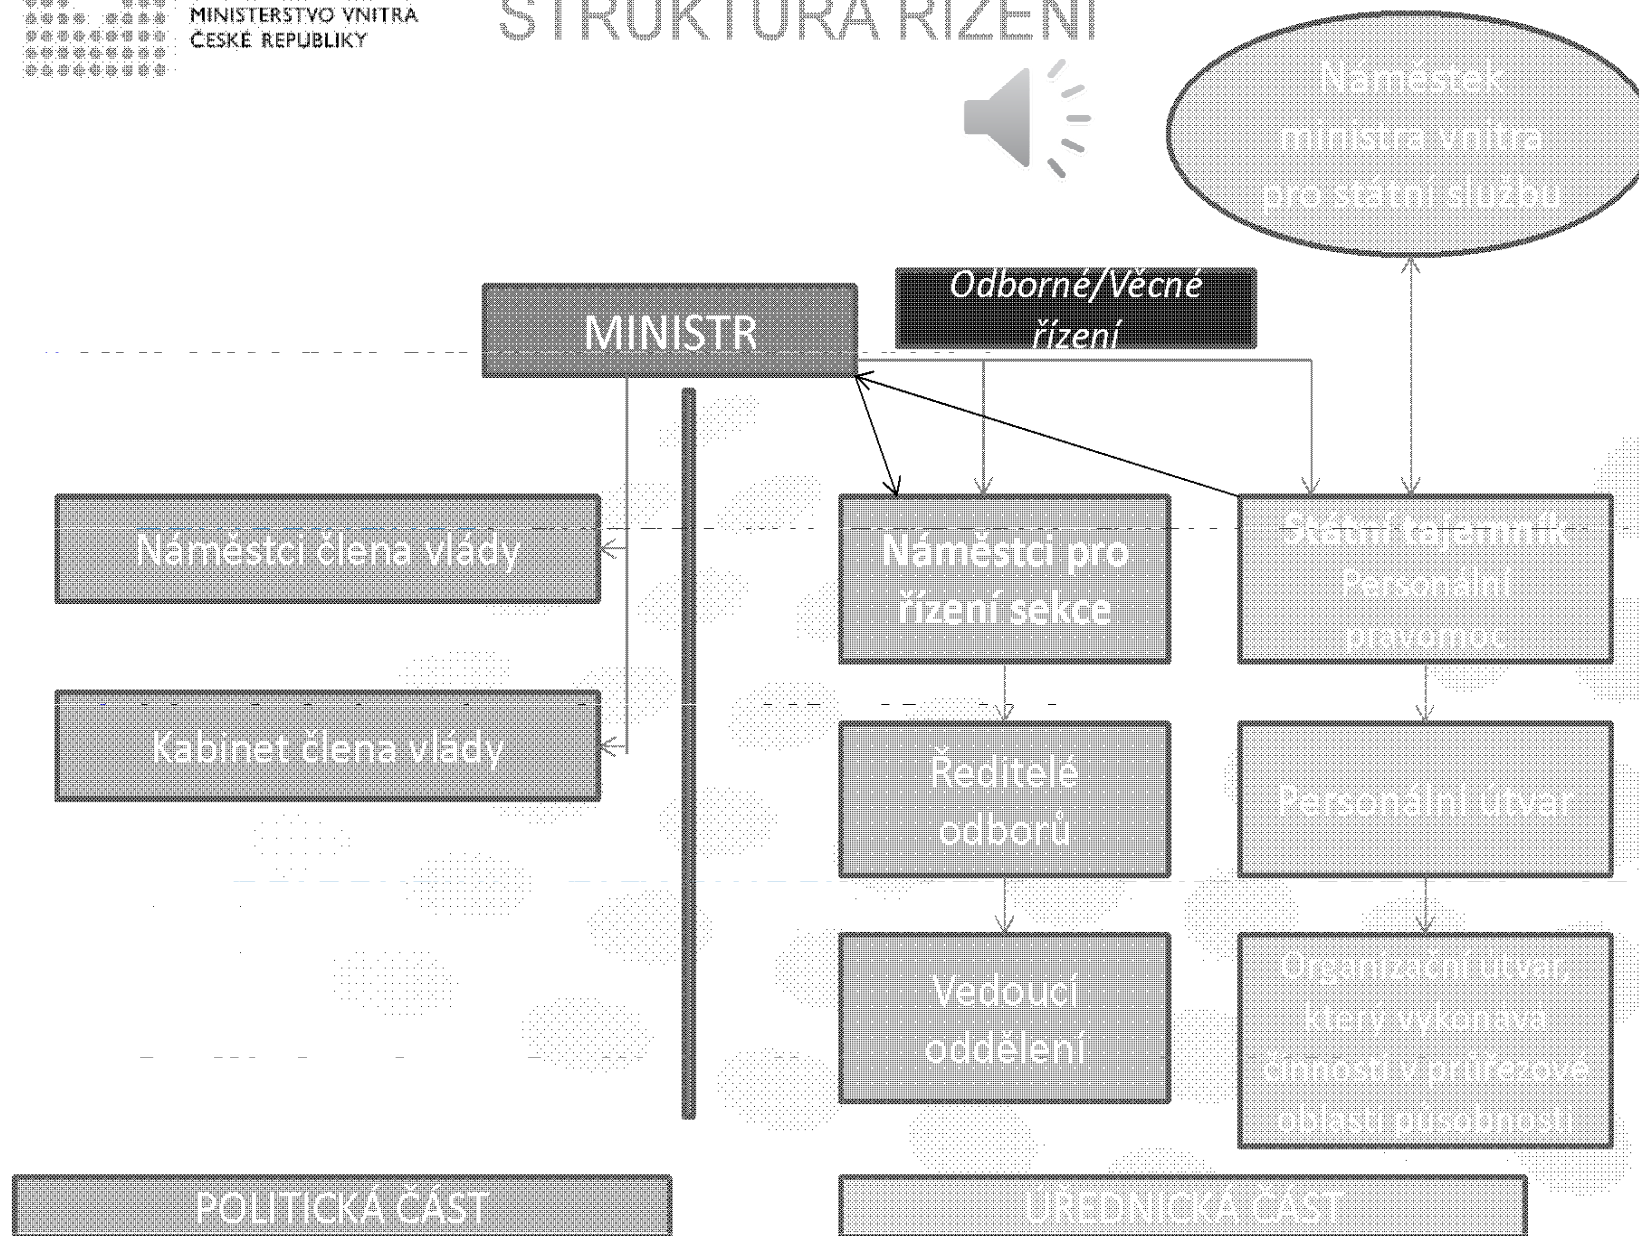 MINISTERSTVO VNITRA
ČESKÉ REPUBLIKY
STRUKTURA ŘÍZENÍ
Náměstek
ministra vnitra
pro státní službu
Odborné/Věcné
řízení
MINISTR
Náměstci člena vlády
Náměstci pro
řízení sekce
Státní tajemník
Personální
pravomoc
Kabinet člena vlády
Ředitelé
odborů
Personální útvar
Vedoucí
oddělení
Organizační útvar,
který vykonává
činnosti v průřezové
oblasti působnosti
POLITICKÁ ČÁST
ÚŘEDNICKÁ ČÁST